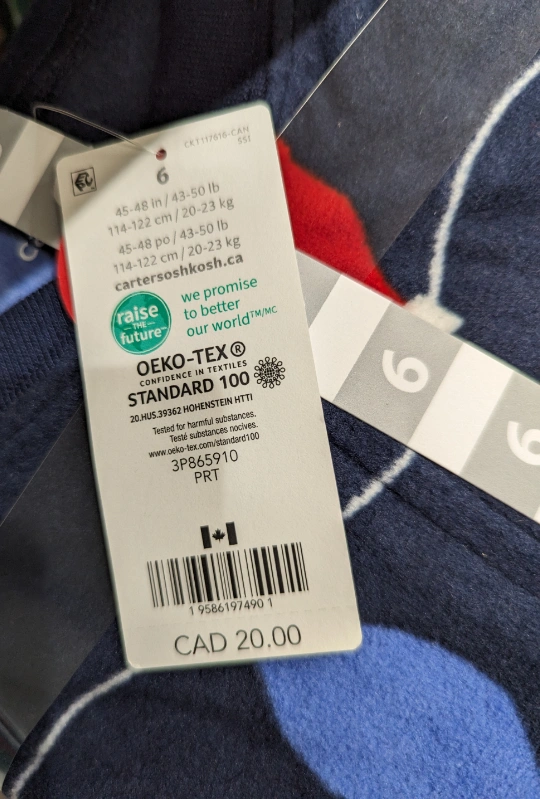 CKT117616-CAH
SS1
6
45-48 in / 43-50 lb
114-122 cm / 20-23 kg
45-48 po / 43-50 lb
114-122 cm / 20-23 kg
cartersoshkosh.ca
raise
THE
future
we promise
to better
our world™/MC
OEKO-TEX®
CONFIDENCE IN TEXTILES
STANDARD 100
20.HUS.39362 HOHENSTEIN HTTI
Tested for harmful substances.
Testé substances nocives.
www.oeko-tex.com/standard100
3P865910
PRT
1 9586197490 1
CAD 20.00
6
6